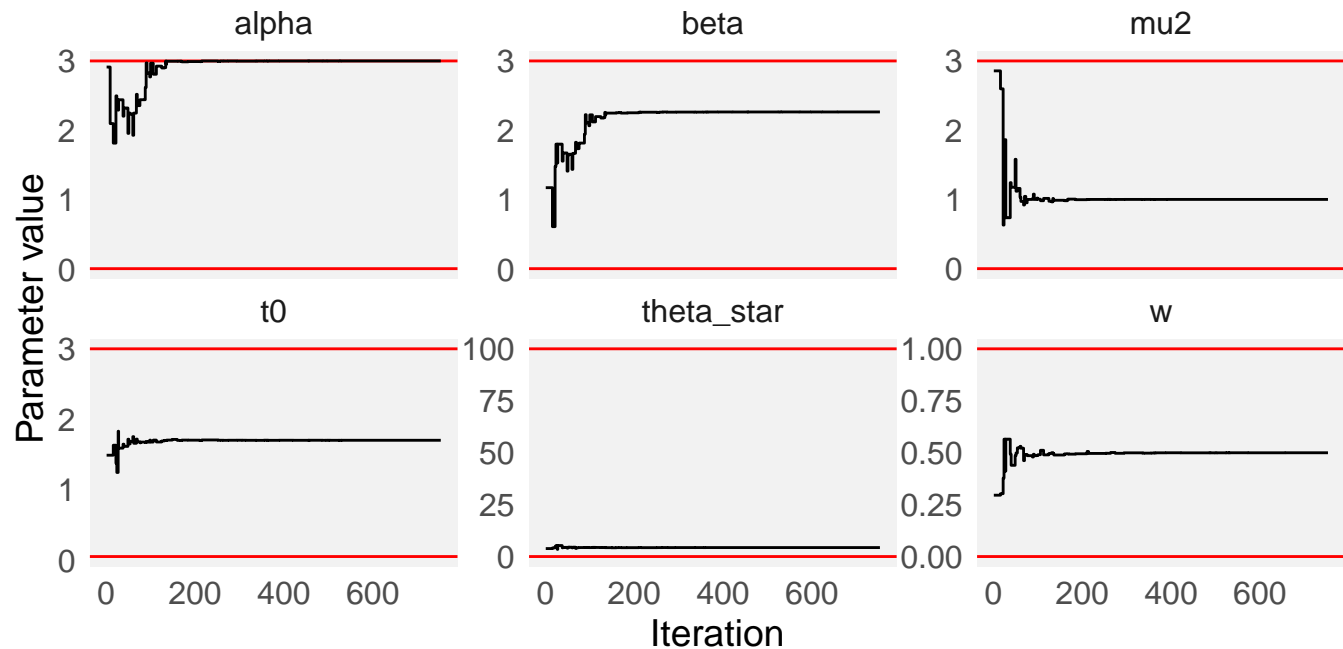 alpha beta mu2
3 3 3
2 2 2
1 1 1
0 0 0
Parameter value
t0 theta_star w
3 100 1.00
2 75 0.75
1 50 0.50
25 0.25
0 0 0.00
0 200 400 600 0 200 400 600 0 200 400 600
Iteration